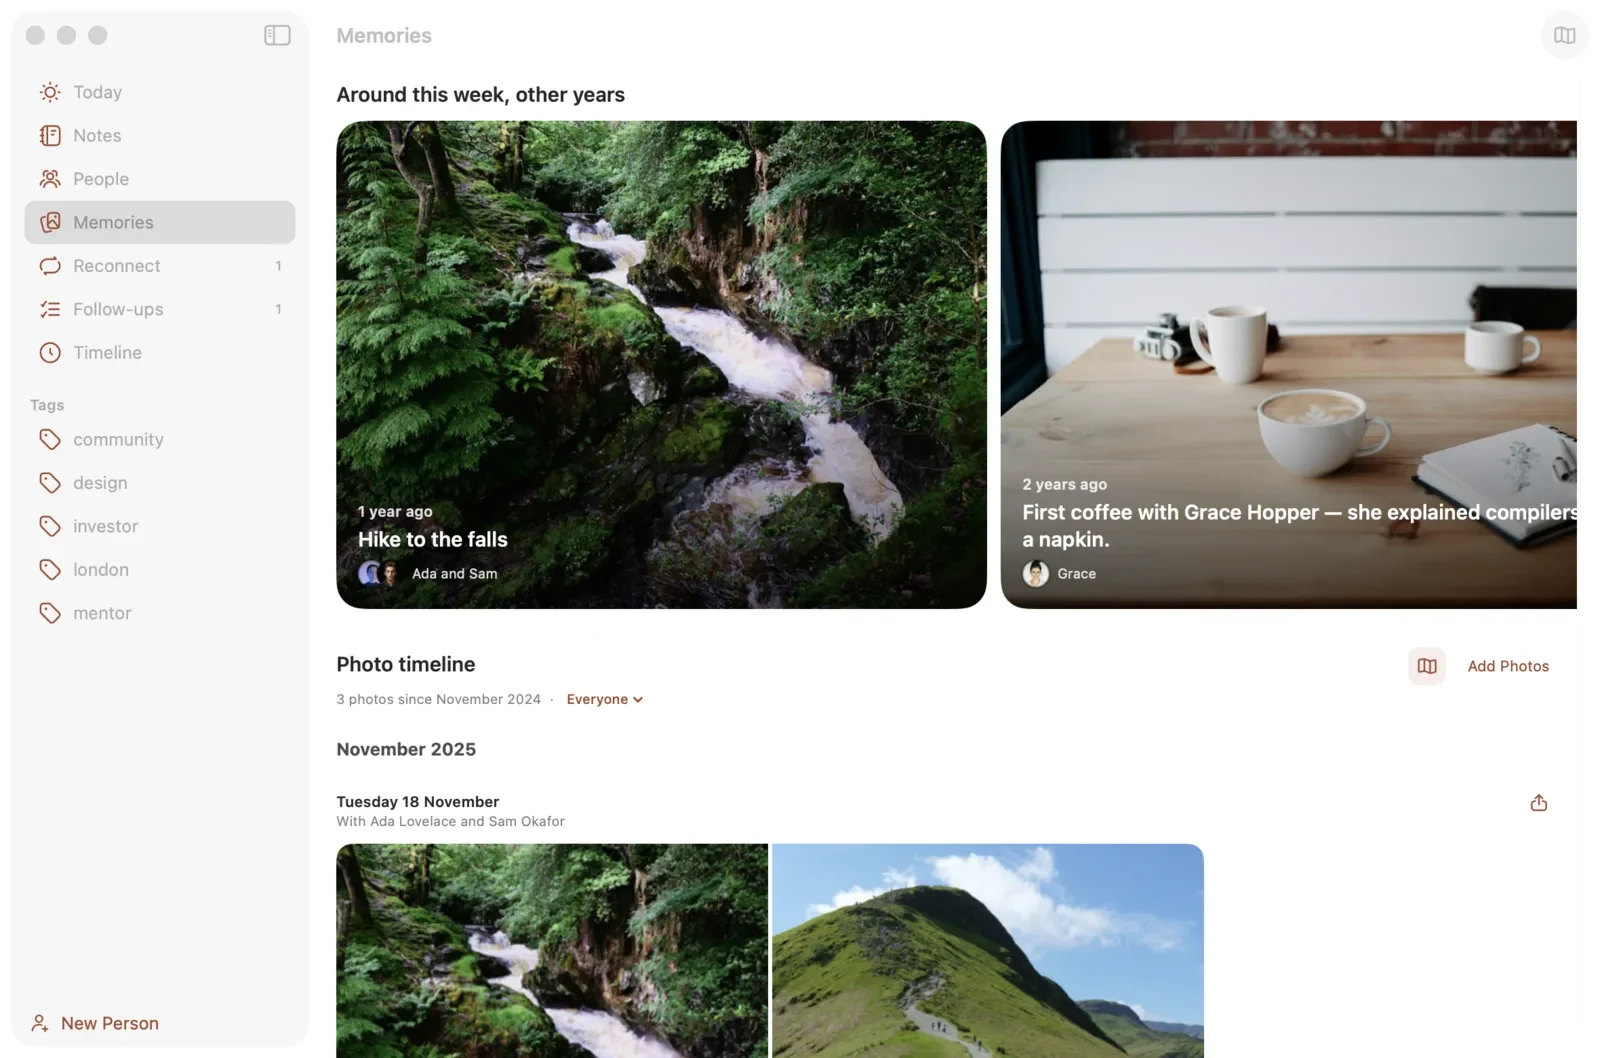 Memories
Today
Notes
People
Memories
Reconnect 1
Follow-ups 1
Timeline
Tags
community
design
investor
london
mentor
New Person
Around this week, other years
1 year ago
Hike to the falls
Ada and Sam
2 years ago
First coffee with Grace Hopper — she explained compilers
a napkin.
Grace
Photo timeline
Add Photos
3 photos since November 2024 · Everyone
November 2025
Tuesday 18 November
With Ada Lovelace and Sam Okafor